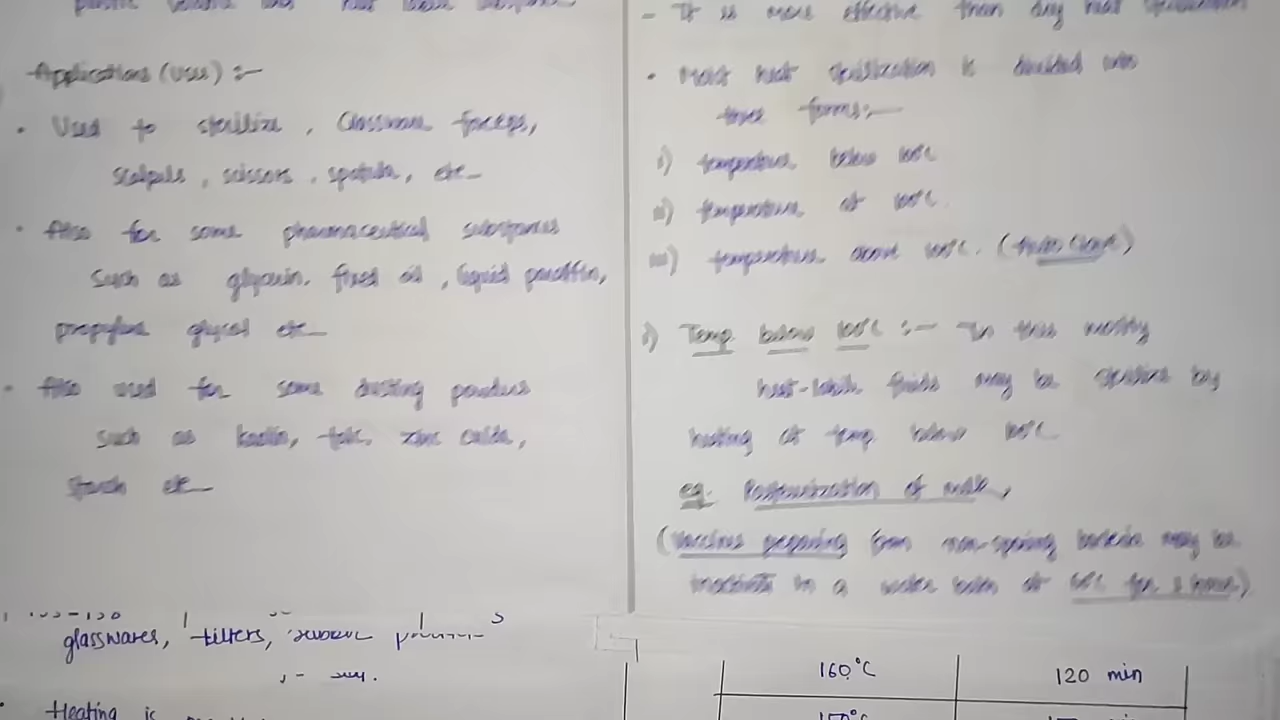 Applications (Uses) :-
• Used to sterilize, Glassware forceps,
scalpels, scissors, spatula, etc-
• Also for some pharmaceutical substances
Such as glycerin, fixed oil, liquid paraffin,
propylene glycol etc-
- Also used for some dusting powders
such as kaolin, talc, zinc oxide,
Starch etc-
glasswares, filters,
• Heating is
- It is more effective than dry heat sterilization
• Moist heat sterilization is divided into
three forms:-
i) temperature below 100°C
ii) temperature at 100°C.
iii) temperature above 100°C. (Autoclave)
i) Temp. below 100°C :- In this mostly
heat-labile fluids may be sterilize by
heating at temp. below 100°C
eg. Pasteurization of milk,
(Vaccines preparing from non-sporing bacteria may be
in a water bath at 60°C for 1 hour)
160°C 120 min